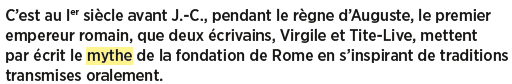 C'est au Iᵉʳ siècle avant J.-C., pendant le règne d'Auguste, le premier
empereur romain, que deux écrivains, Virgile et Tite-Live, mettent
par écrit le mythe de la fondation de Rome en s'inspirant de traditions
transmises oralement.